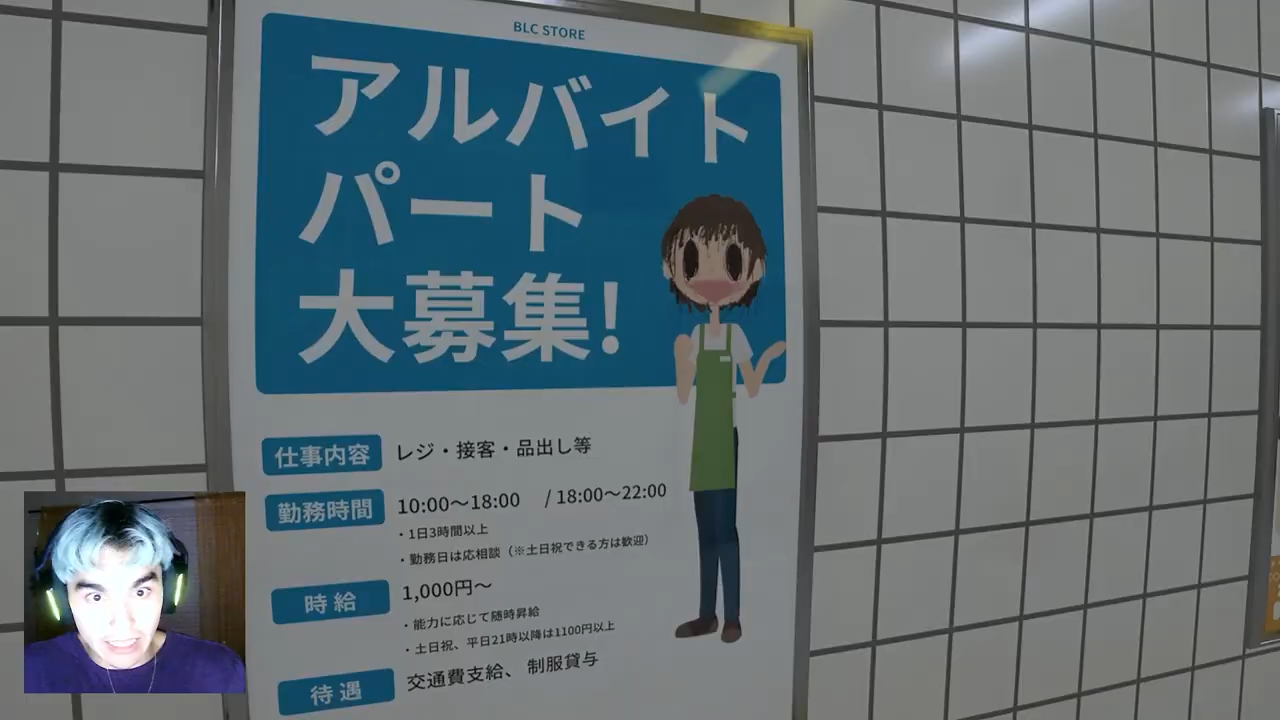 BLC STORE
アルバイト
パート
大募集!
仕事内容 レジ・接客・品出し等
勤務時間 10:00〜18:00 / 18:00〜22:00
・1日3時間以上
・勤務日は応相談（※土日祝できる方は歓迎）
時給 1,000円〜
・能力に応じて随時昇給
・土日祝、平日21時以降は1100円以上
待遇 交通費支給、制服貸与